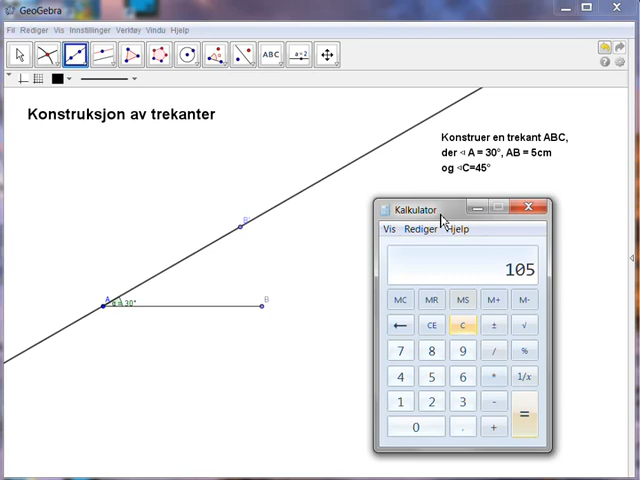 GeoGebra
Fil Rediger Vis Innstillinger Verktøy Vindu Hjelp
ABC
a=2
Konstruksjon av trekanter
Konstruer en trekant ABC,
der ∢ A = 30°, AB = 5cm
og ∢C=45°
B'
A
α = 30°
B
Kalkulator
Vis Rediger Hjelp
105
MC MR MS M+ M-
← CE C ± √
7 8 9 / %
4 5 6 * 1/x
1 2 3 - =
0 , +